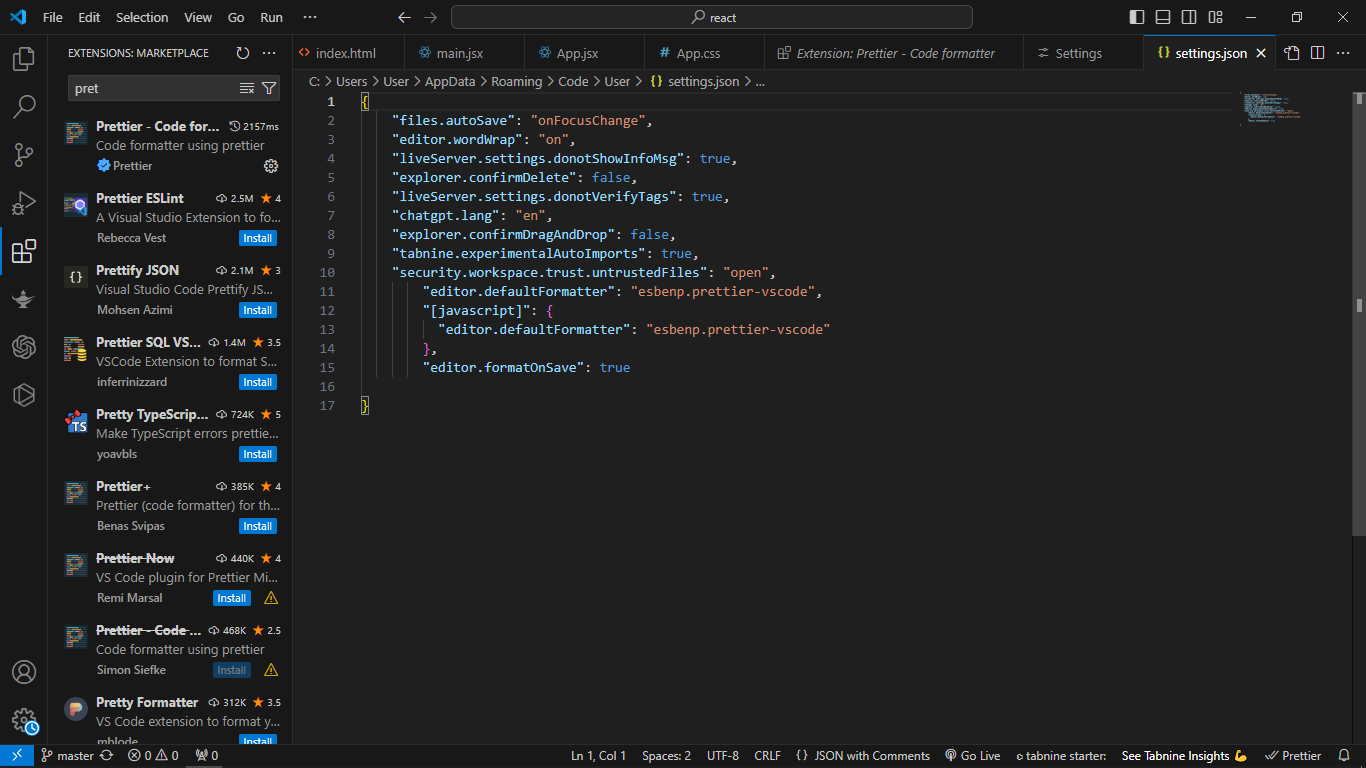 File Edit Selection View Go Run ···
react
EXTENSIONS: MARKETPLACE
pret
Prettier - Code for... 2157ms
Code formatter using prettier
Prettier
Prettier ESLint 2.5M 4
A Visual Studio Extension to fo...
Rebecca Vest Install
Prettify JSON 2.1M 3
Visual Studio Code Prettify JS...
Mohsen Azimi Install
Prettier SQL VS... 1.4M 3.5
VSCode Extension to format S...
inferrinizzard Install
Pretty TypeScrip... 724K 5
Make TypeScript errors prettie...
yoavbls Install
Prettier+ 385K 4
Prettier (code formatter) for th...
Benas Svipas Install
Prettier Now 440K 4
VS Code plugin for Prettier Mi...
Remi Marsal Install
Prettier - Code ... 468K 2.5
Code formatter using prettier
Simon Siefke Install
Pretty Formatter 312K 3.5
VS Code extension to format y...
mblode Install
index.html main.jsx App.jsx App.css Extension: Prettier - Code formatter Settings settings.json
C: > Users > User > AppData > Roaming > Code > User > {} settings.json > ...
1 {
2 "files.autoSave": "onFocusChange",
3 "editor.wordWrap": "on",
4 "liveServer.settings.donotShowInfoMsg": true,
5 "explorer.confirmDelete": false,
6 "liveServer.settings.donotVerifyTags": true,
7 "chatgpt.lang": "en",
8 "explorer.confirmDragAndDrop": false,
9 "tabnine.experimentalAutoImports": true,
10 "security.workspace.trust.untrustedFiles": "open",
11 "editor.defaultFormatter": "esbenp.prettier-vscode",
12 "[javascript]": {
13 "editor.defaultFormatter": "esbenp.prettier-vscode"
14 },
15 "editor.formatOnSave": true
16
17 }
master 0 0 0 Ln 1, Col 1 Spaces: 2 UTF-8 CRLF {} JSON with Comments Go Live tabnine starter: See Tabnine Insights 💪 Prettier